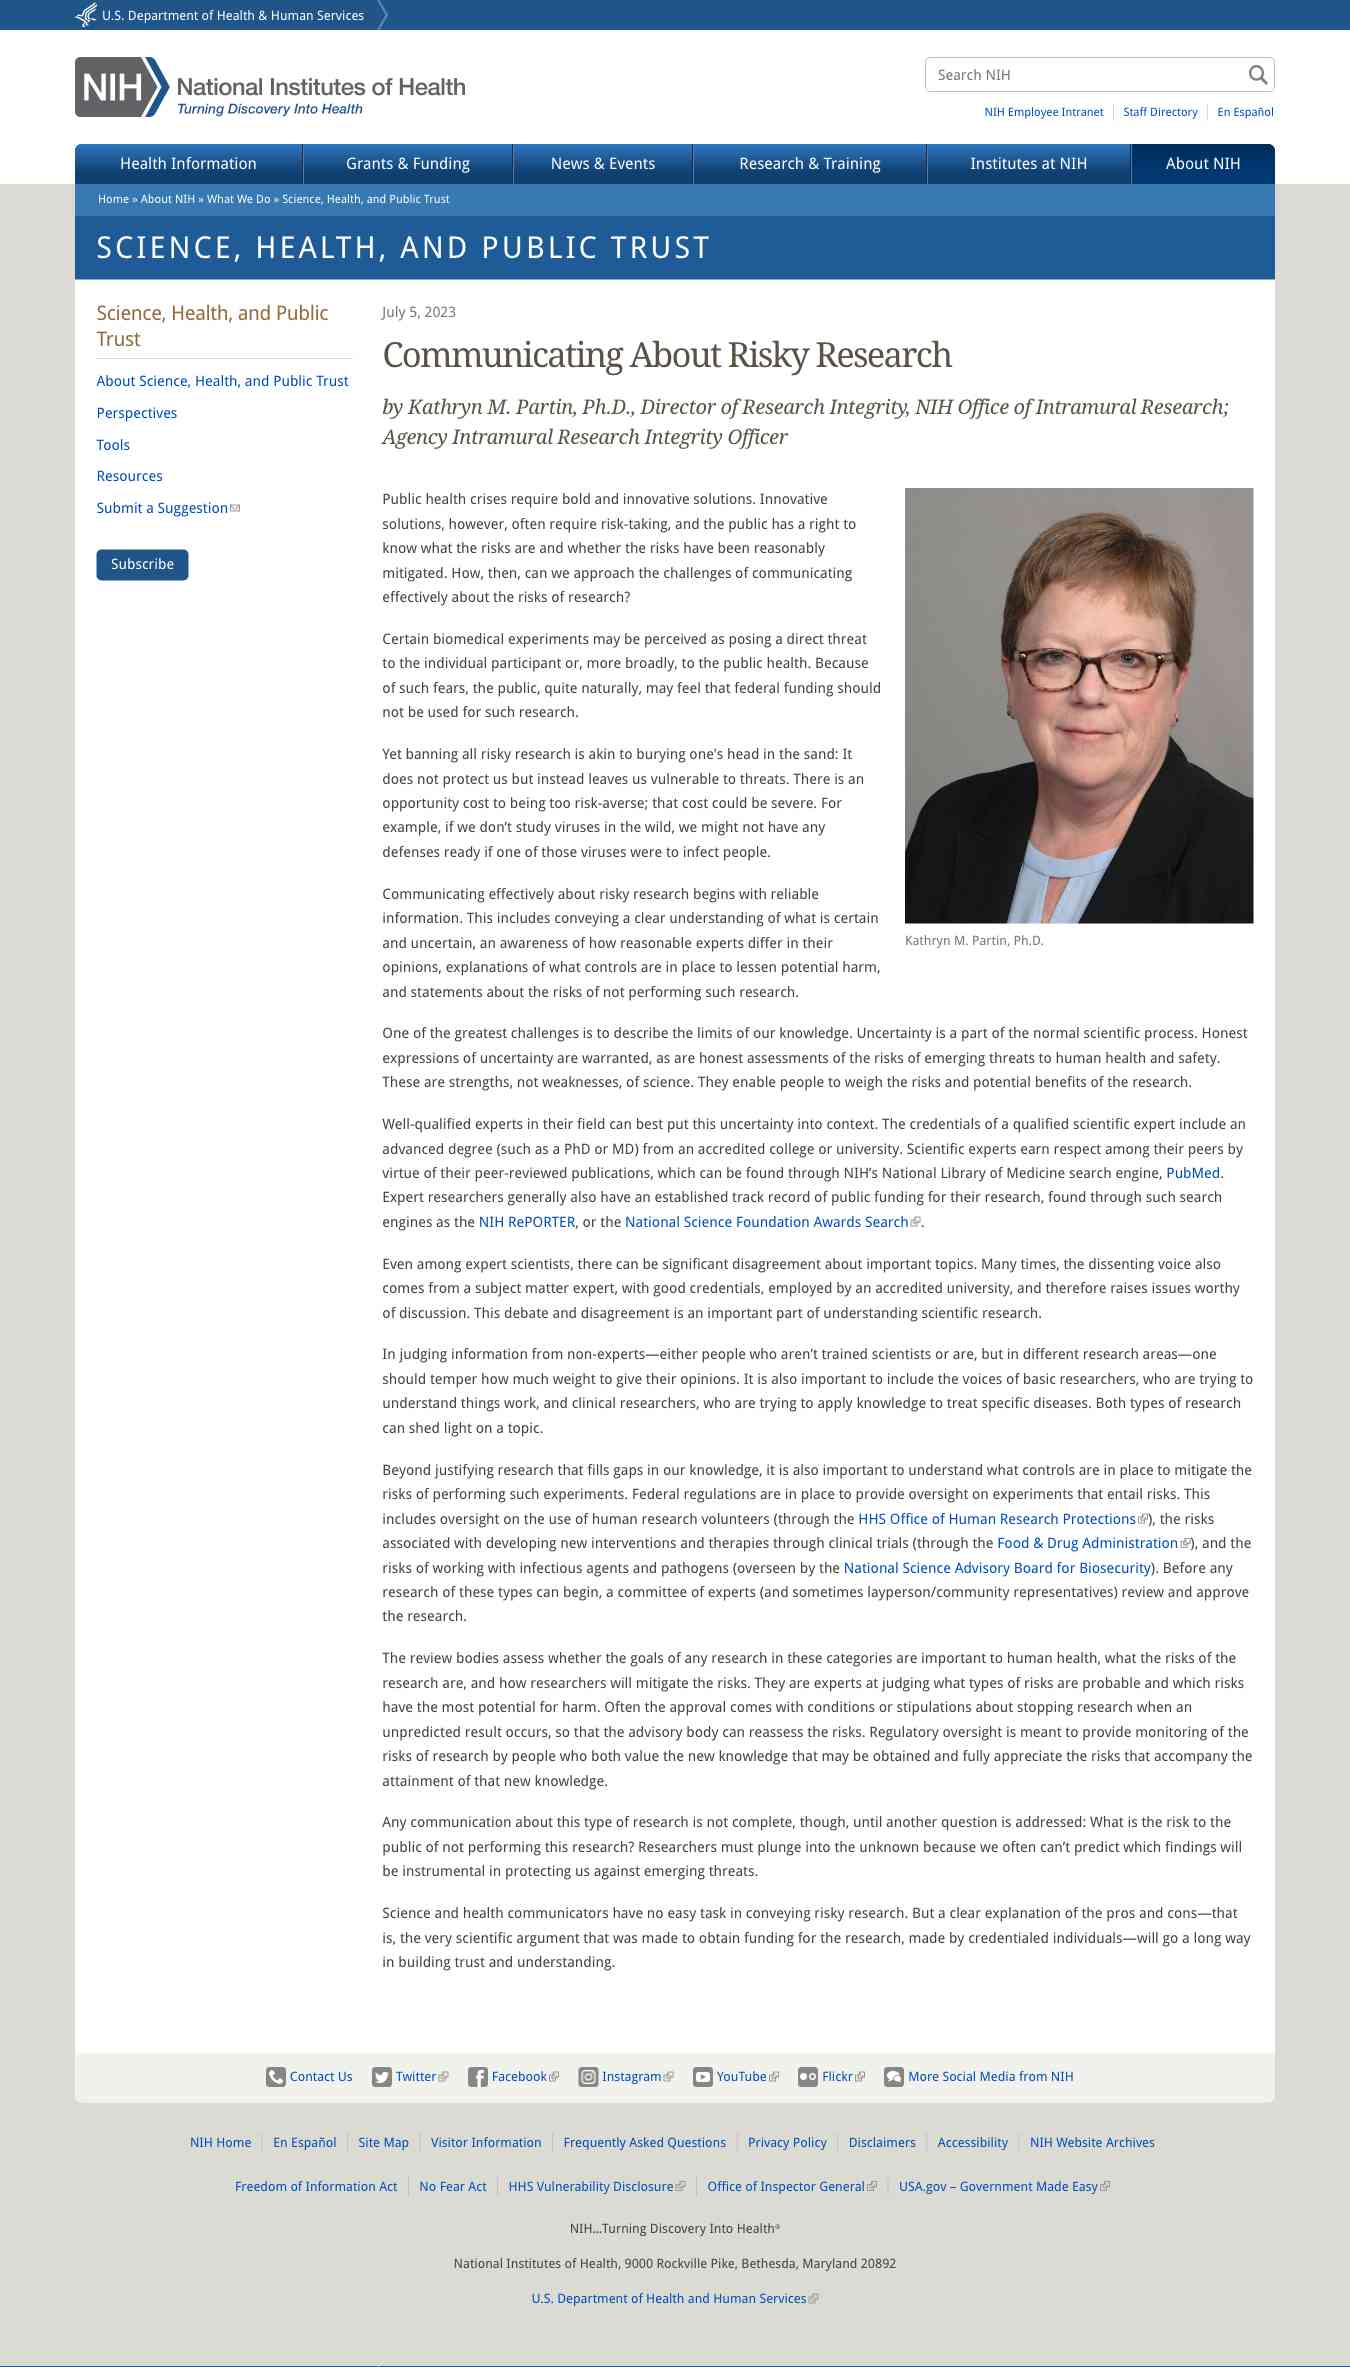 U.S. Department of Health & Human Services
NIH
National Institutes of Health
Turning Discovery Into Health
Search NIH
NIH Employee Intranet
Staff Directory
En Español
Health Information
Grants & Funding
News & Events
Research & Training
Institutes at NIH
About NIH
Home » About NIH » What We Do » Science, Health, and Public Trust
SCIENCE, HEALTH, AND PUBLIC TRUST
Science, Health, and Public
Trust
About Science, Health, and Public Trust
Perspectives
Tools
Resources
Submit a Suggestion
Subscribe
July 5, 2023
Communicating About Risky Research
by Kathryn M. Partin, Ph.D., Director of Research Integrity, NIH Office of Intramural Research;
Agency Intramural Research Integrity Officer
Public health crises require bold and innovative solutions. Innovative
solutions, however, often require risk-taking, and the public has a right to
know what the risks are and whether the risks have been reasonably
mitigated. How, then, can we approach the challenges of communicating
effectively about the risks of research?
Certain biomedical experiments may be perceived as posing a direct threat
to the individual participant or, more broadly, to the public health. Because
of such fears, the public, quite naturally, may feel that federal funding should
not be used for such research.
Yet banning all risky research is akin to burying one's head in the sand: It
does not protect us but instead leaves us vulnerable to threats. There is an
opportunity cost to being too risk-averse; that cost could be severe. For
example, if we don’t study viruses in the wild, we might not have any
defenses ready if one of those viruses were to infect people.
Communicating effectively about risky research begins with reliable
information. This includes conveying a clear understanding of what is certain
and uncertain, an awareness of how reasonable experts differ in their
opinions, explanations of what controls are in place to lessen potential harm,
and statements about the risks of not performing such research.
Kathryn M. Partin, Ph.D.
One of the greatest challenges is to describe the limits of our knowledge. Uncertainty is a part of the normal scientific process. Honest
expressions of uncertainty are warranted, as are honest assessments of the risks of emerging threats to human health and safety.
These are strengths, not weaknesses, of science. They enable people to weigh the risks and potential benefits of the research.
Well-qualified experts in their field can best put this uncertainty into context. The credentials of a qualified scientific expert include an
advanced degree (such as a PhD or MD) from an accredited college or university. Scientific experts earn respect among their peers by
virtue of their peer-reviewed publications, which can be found through NIH’s National Library of Medicine search engine, PubMed.
Expert researchers generally also have an established track record of public funding for their research, found through such search
engines as the NIH RePORTER, or the National Science Foundation Awards Search.
Even among expert scientists, there can be significant disagreement about important topics. Many times, the dissenting voice also
comes from a subject matter expert, with good credentials, employed by an accredited university, and therefore raises issues worthy
of discussion. This debate and disagreement is an important part of understanding scientific research.
In judging information from non-experts—either people who aren’t trained scientists or are, but in different research areas—one
should temper how much weight to give their opinions. It is also important to include the voices of basic researchers, who are trying to
understand things work, and clinical researchers, who are trying to apply knowledge to treat specific diseases. Both types of research
can shed light on a topic.
Beyond justifying research that fills gaps in our knowledge, it is also important to understand what controls are in place to mitigate the
risks of performing such experiments. Federal regulations are in place to provide oversight on experiments that entail risks. This
includes oversight on the use of human research volunteers (through the HHS Office of Human Research Protections), the risks
associated with developing new interventions and therapies through clinical trials (through the Food & Drug Administration), and the
risks of working with infectious agents and pathogens (overseen by the National Science Advisory Board for Biosecurity). Before any
research of these types can begin, a committee of experts (and sometimes layperson/community representatives) review and approve
the research.
The review bodies assess whether the goals of any research in these categories are important to human health, what the risks of the
research are, and how researchers will mitigate the risks. They are experts at judging what types of risks are probable and which risks
have the most potential for harm. Often the approval comes with conditions or stipulations about stopping research when an
unpredicted result occurs, so that the advisory body can reassess the risks. Regulatory oversight is meant to provide monitoring of the
risks of research by people who both value the new knowledge that may be obtained and fully appreciate the risks that accompany the
attainment of that new knowledge.
Any communication about this type of research is not complete, though, until another question is addressed: What is the risk to the
public of not performing this research? Researchers must plunge into the unknown because we often can’t predict which findings will
be instrumental in protecting us against emerging threats.
Science and health communicators have no easy task in conveying risky research. But a clear explanation of the pros and cons—that
is, the very scientific argument that was made to obtain funding for the research, made by credentialed individuals—will go a long way
in building trust and understanding.
Contact Us
Twitter
Facebook
Instagram
YouTube
Flickr
More Social Media from NIH
NIH Home
En Español
Site Map
Visitor Information
Frequently Asked Questions
Privacy Policy
Disclaimers
Accessibility
NIH Website Archives
Freedom of Information Act
No Fear Act
HHS Vulnerability Disclosure
Office of Inspector General
USA.gov – Government Made Easy
NIH…Turning Discovery Into Health®
National Institutes of Health, 9000 Rockville Pike, Bethesda, Maryland 20892
U.S. Department of Health and Human Services